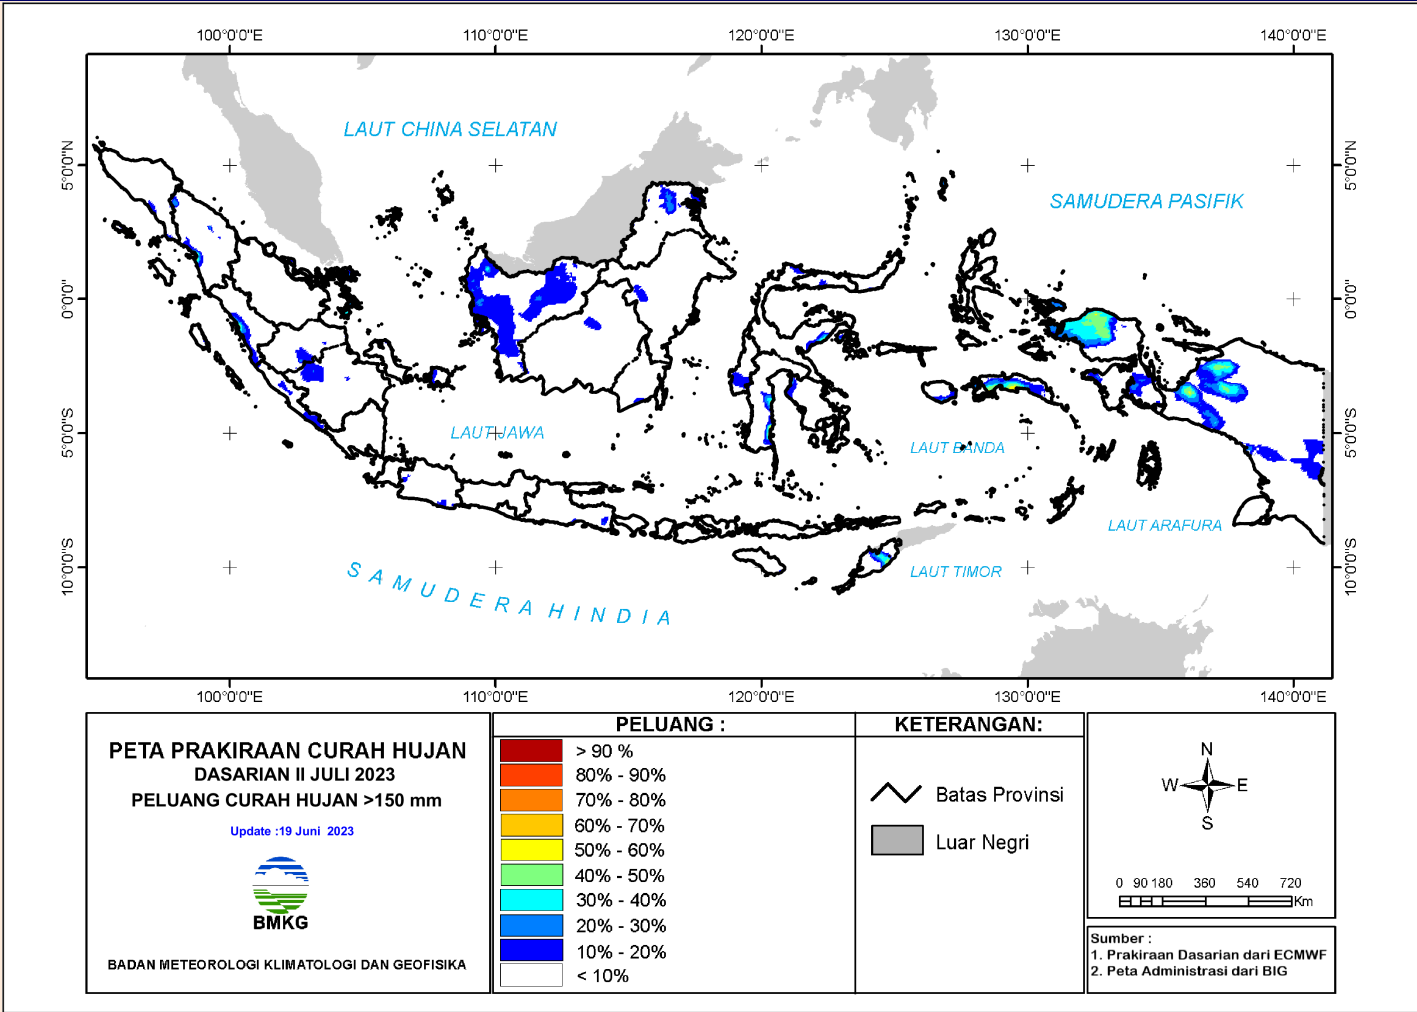 100°0'0"E 110°0'0"E 120°0'0"E 130°0'0"E 140°0'0"E
LAUT CHINA SELATAN
5°0'0"N 5°0'0"N
SAMUDERA PASIFIK
0°0'0" 0°0'0"
5°0'0"S LAUT JAWA 5°0'0"S
LAUT BANDA
LAUT ARAFURA
10°0'0"S LAUT TIMOR 10°0'0"S
SAMUDERA HINDIA
100°0'0"E 110°0'0"E 120°0'0"E 130°0'0"E 140°0'0"E
PETA PRAKIRAAN CURAH HUJAN
DASARIAN II JULI 2023
PELUANG CURAH HUJAN >150 mm
Update :19 Juni 2023
BMKG
BADAN METEOROLOGI KLIMATOLOGI DAN GEOFISIKA
PELUANG :
> 90 %
80% - 90%
70% - 80%
60% - 70%
50% - 60%
40% - 50%
30% - 40%
20% - 30%
10% - 20%
< 10%
KETERANGAN:
Batas Provinsi
Luar Negri
N
W E
S
0 90 180 360 540 720
Km
Sumber :
1. Prakiraan Dasarian dari ECMWF
2. Peta Administrasi dari BIG